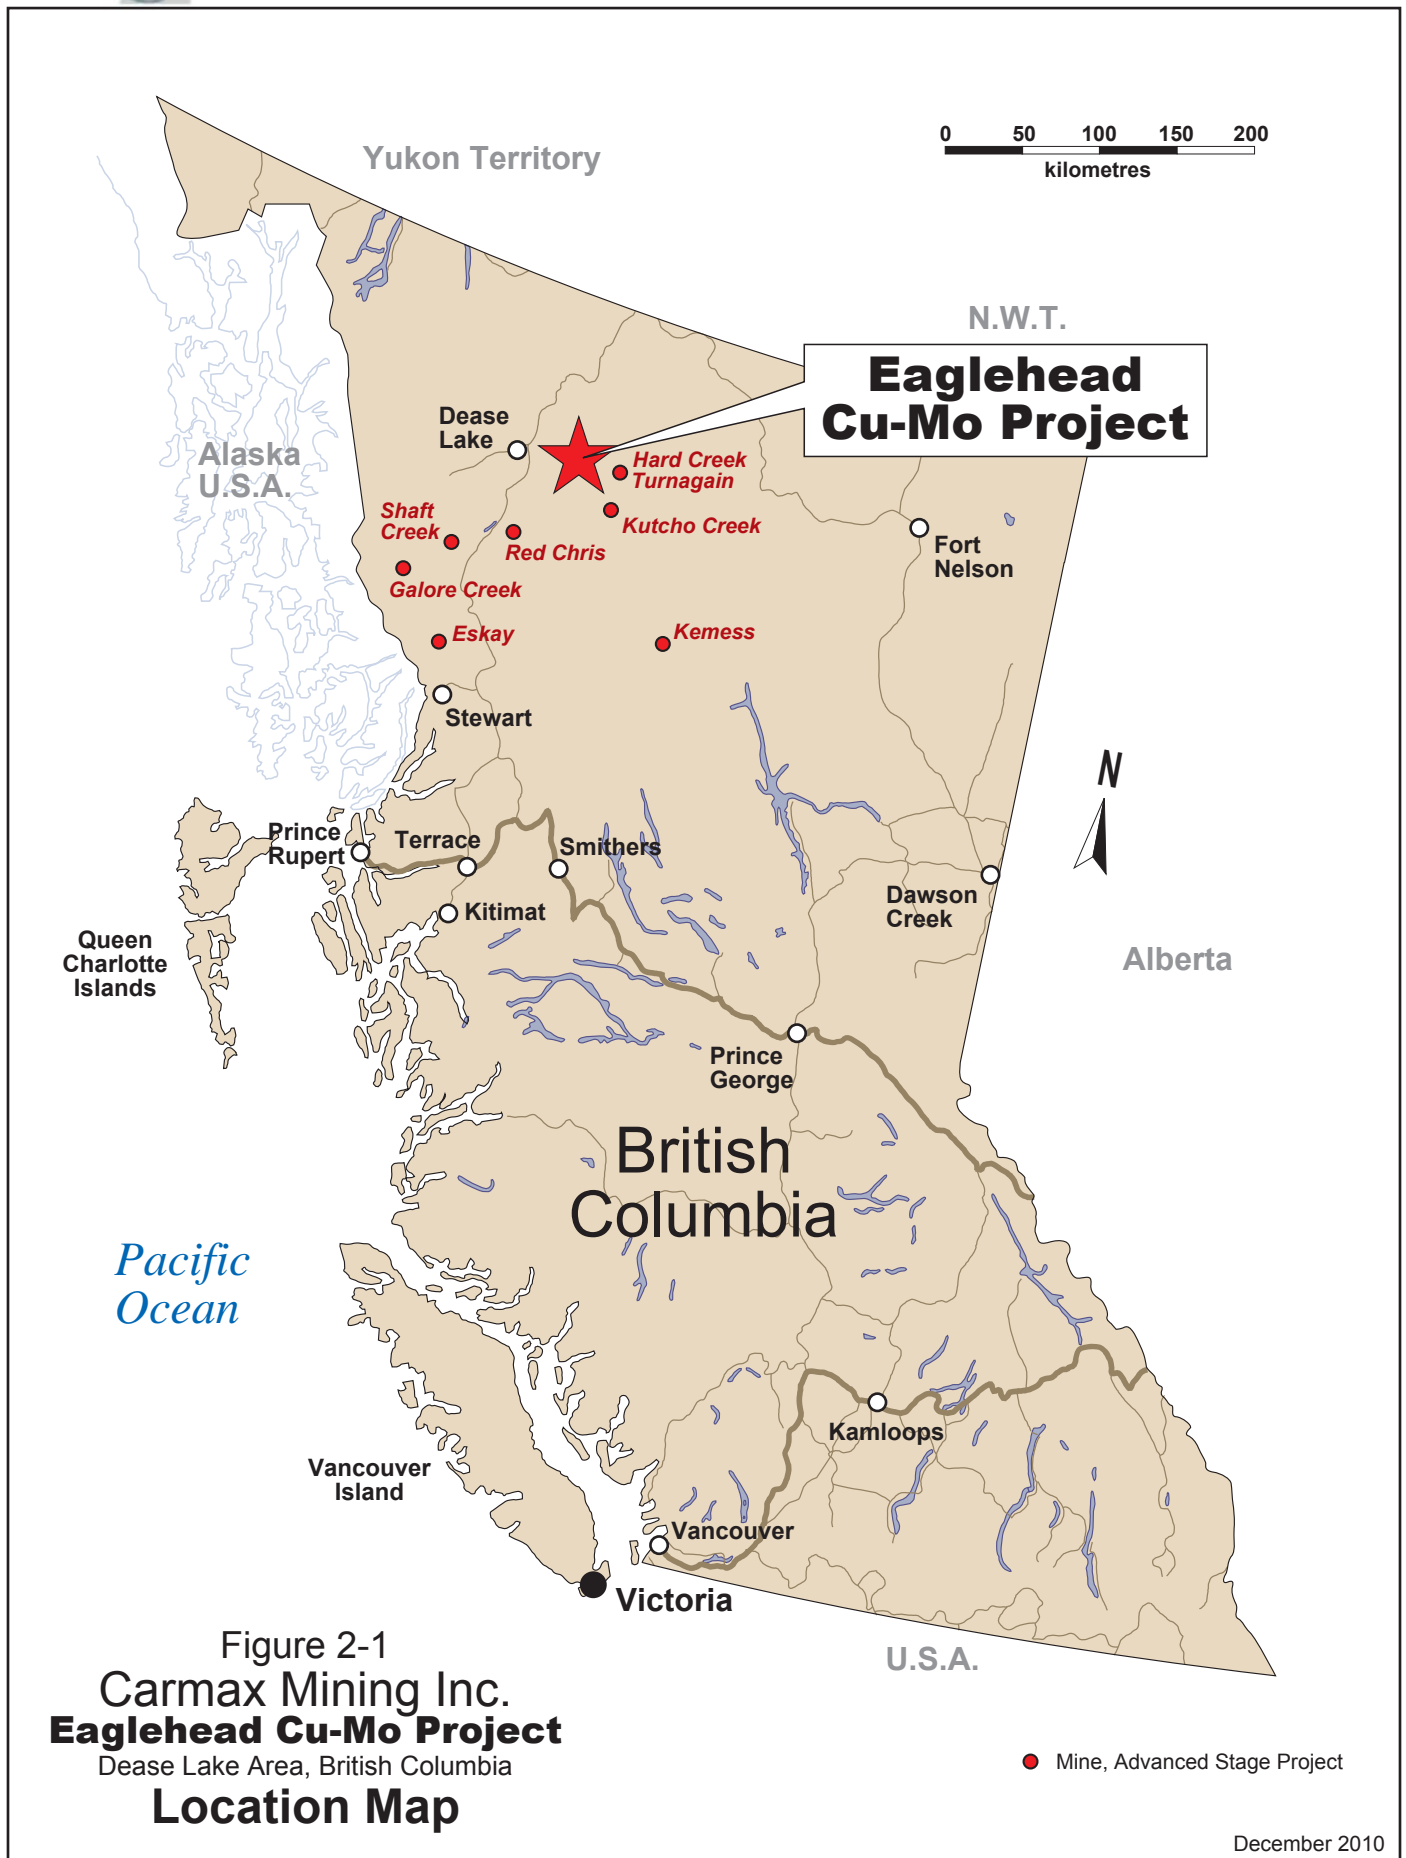 Yukon Territory
0 50 100 150 200
kilometres
N.W.T.
Eaglehead
Cu-Mo Project
Dease
Lake
Alaska
U.S.A.
Hard Creek
Turnagain
Shaft
Creek
Kutcho Creek
Red Chris
Fort
Nelson
Galore Creek
Eskay
Kemess
Stewart
N
Prince
Rupert
Terrace
Smithers
Dawson
Creek
Kitimat
Queen
Charlotte
Islands
Alberta
Prince
George
British
Columbia
Pacific
Ocean
Kamloops
Vancouver
Island
Vancouver
Victoria
U.S.A.
Figure 2-1
Carmax Mining Inc.
Eaglehead Cu-Mo Project
Dease Lake Area, British Columbia
Location Map
Mine, Advanced Stage Project
December 2010